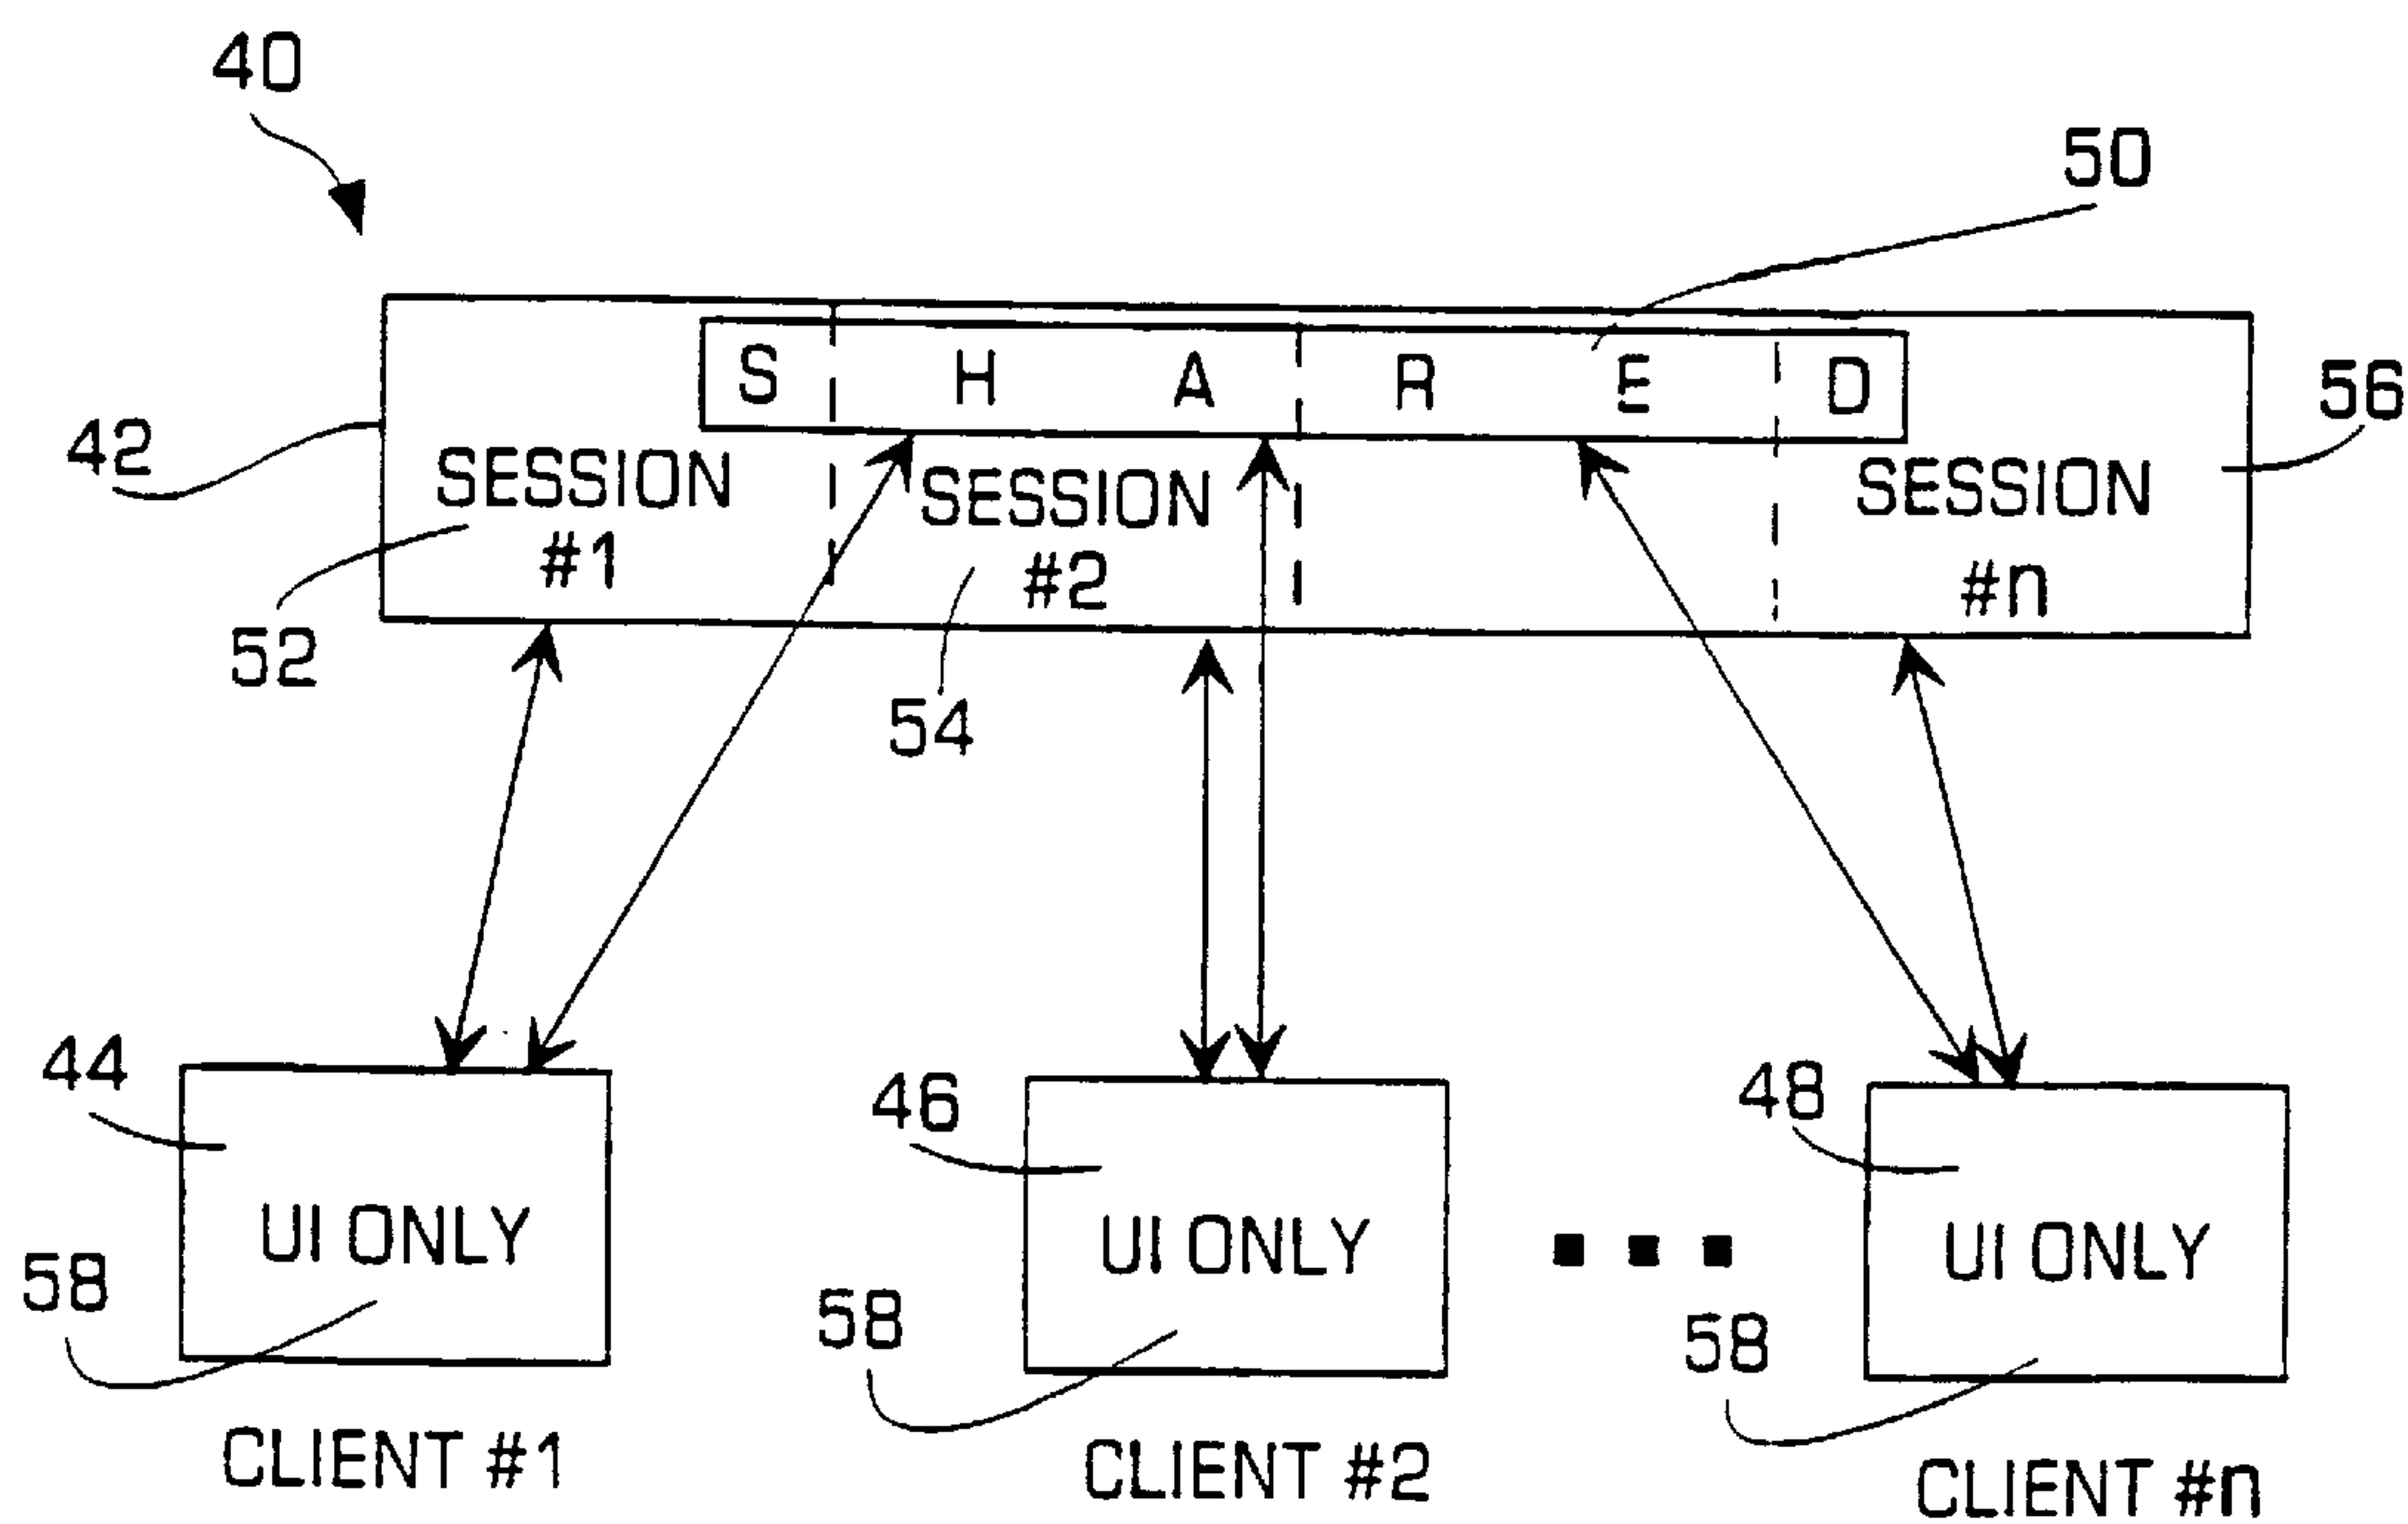 40
50
S H A R E D
56
42
SESSION #1
SESSION #2
SESSION #n
52
54
44
46
48
UI ONLY
UI ONLY
UI ONLY
58
58
58
CLIENT #1
CLIENT #2
CLIENT #n